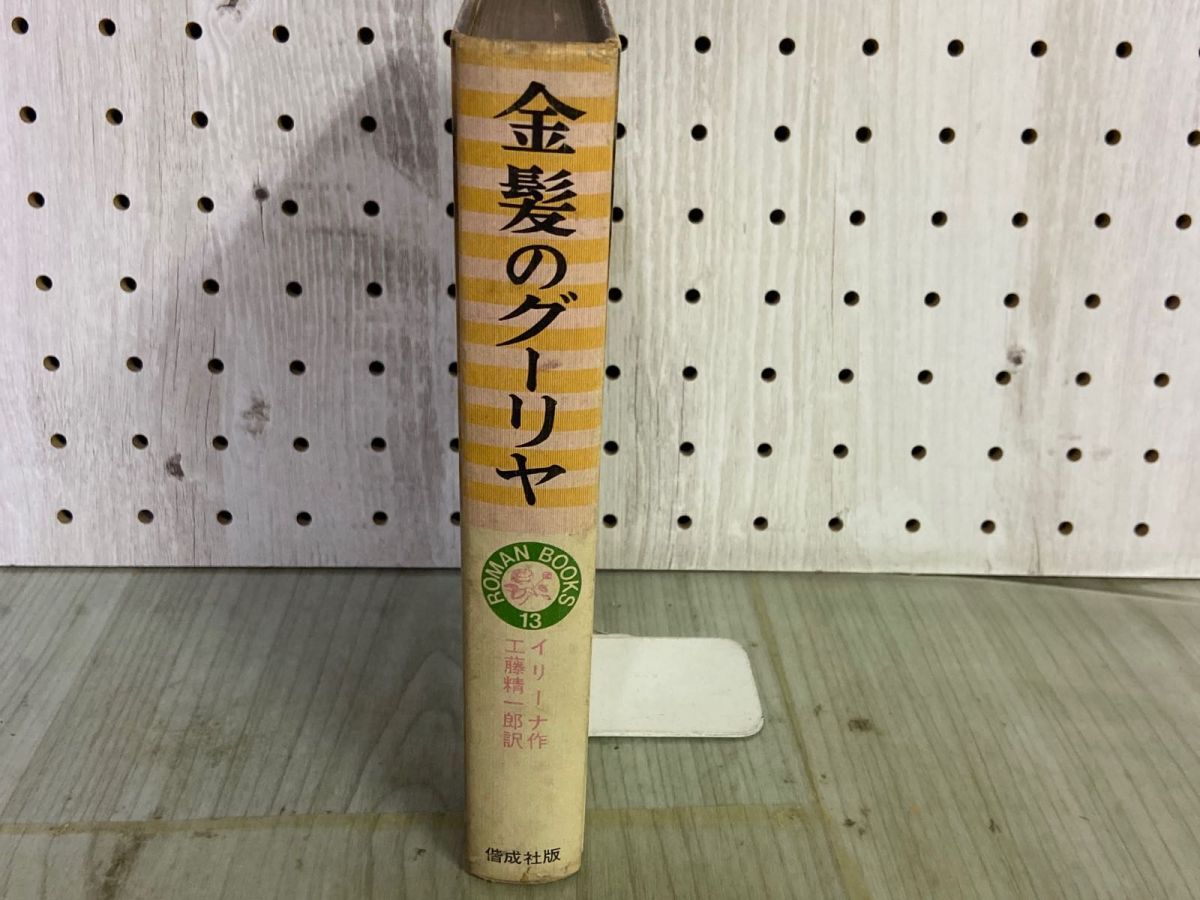 金髪のグーリヤ
ROMAN BOOKS
13
イリーナ作
工藤精一郎訳
偕成社版